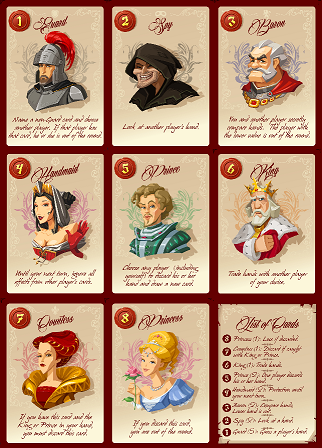 1 Guard
Name a non-Guard card and choose
another player. If that player has
that card, he or she is out of the round.
2 Spy
Look at another player's hand.
3 Baron
You and another player secretly
compare hands. The player with
the lower value is out of the round.
4 Handmaid
Until your next turn, ignore all
effects from other player's cards.
5 Prince
Choose any player (including
yourself) to discard his or her
hand and draw a new card.
6 King
Trade hands with another player
of your choice.
7 Countess
If you have this card and the
King or Prince in your hand,
you must discard this card.
8 Princess
If you discard this card,
you are out of the round.
List of Cards
8 Princess (1): Lose if discarded.
7 Countess (1): Discard if caught
with King or Prince.
6 King (1): Trade hands.
5 Prince (2): One player discards
his or her hand.
4 Handmaid (2): Protection until
your next turn.
3 Baron (2): Compare hands;
Lower hand is out.
2 Spy (2): Look at a hand.
1 Guard (5): Guess a player's hand.